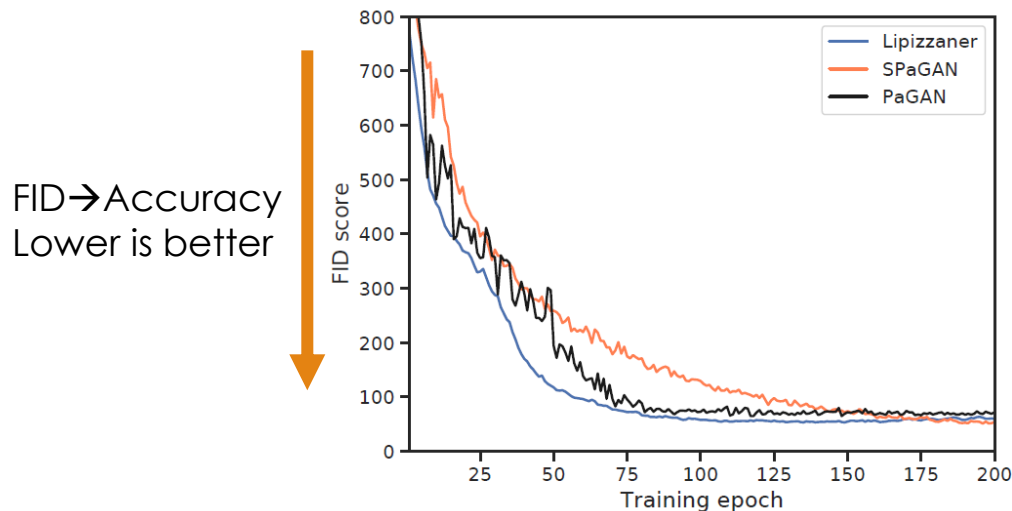 FID→Accuracy
Lower is better
800
700
600
500
400
300
200
100
0
FID score
Lipizzaner
SPaGAN
PaGAN
25 50 75 100 125 150 175 200
Training epoch